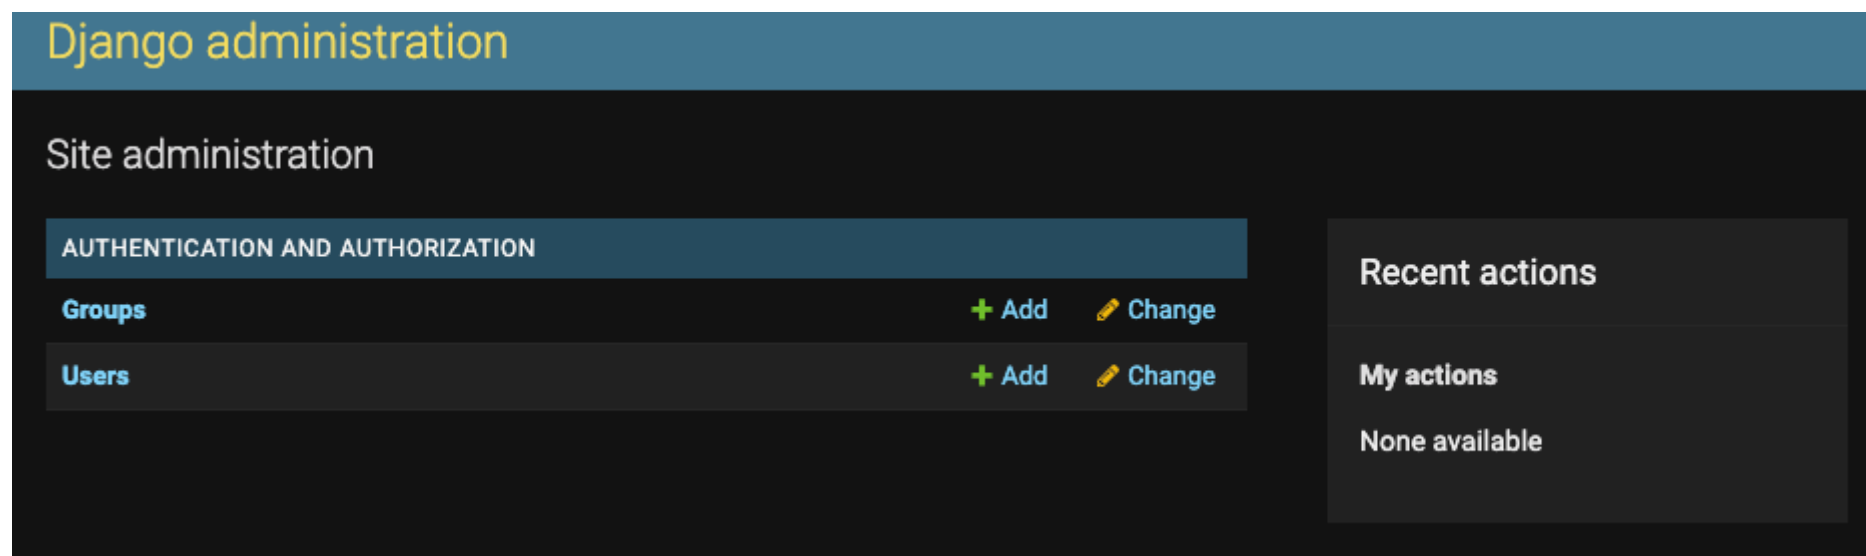 Django administration
Site administration
AUTHENTICATION AND AUTHORIZATION
Groups Add Change
Users Add Change
Recent actions
My actions
None available